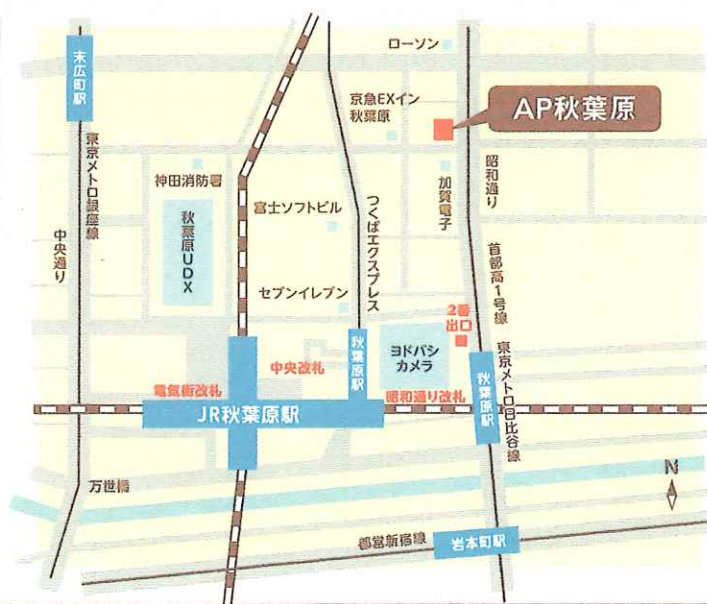 ローソン
末広町駅
京急EXイン
秋葉原
AP秋葉原
東京メトロ銀座線
中央通り
神田消防署
秋葉原UDX
富士ソフトビル
つくばエクスプレス
加賀電子
昭和通り
首都高1号線
セブンイレブン
2番
出口
ヨドバシ
カメラ
秋葉原駅
中央改札
電気街改札
JR秋葉原駅
昭和通り改札
秋葉原駅
東京メトロ日比谷線
万世橋
N
都営新宿線
岩本町駅